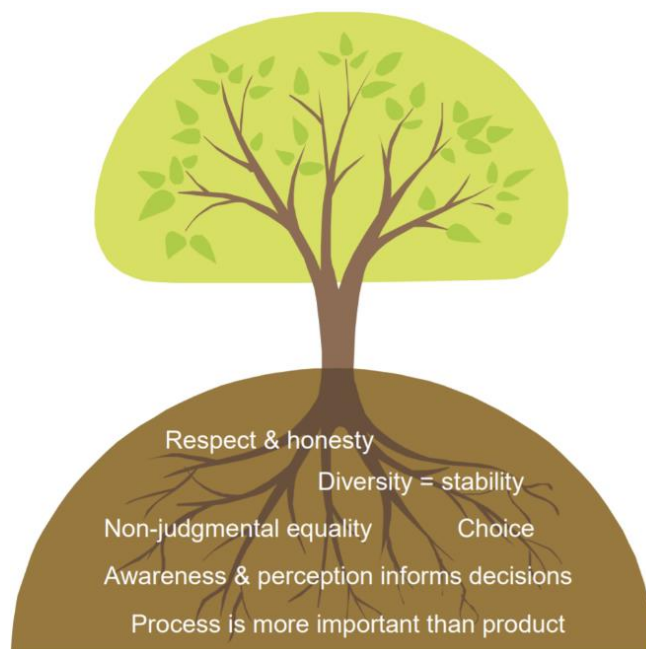 Respect & honesty
Diversity = stability
Non-judgmental equality Choice
Awareness & perception informs decisions
Process is more important than product